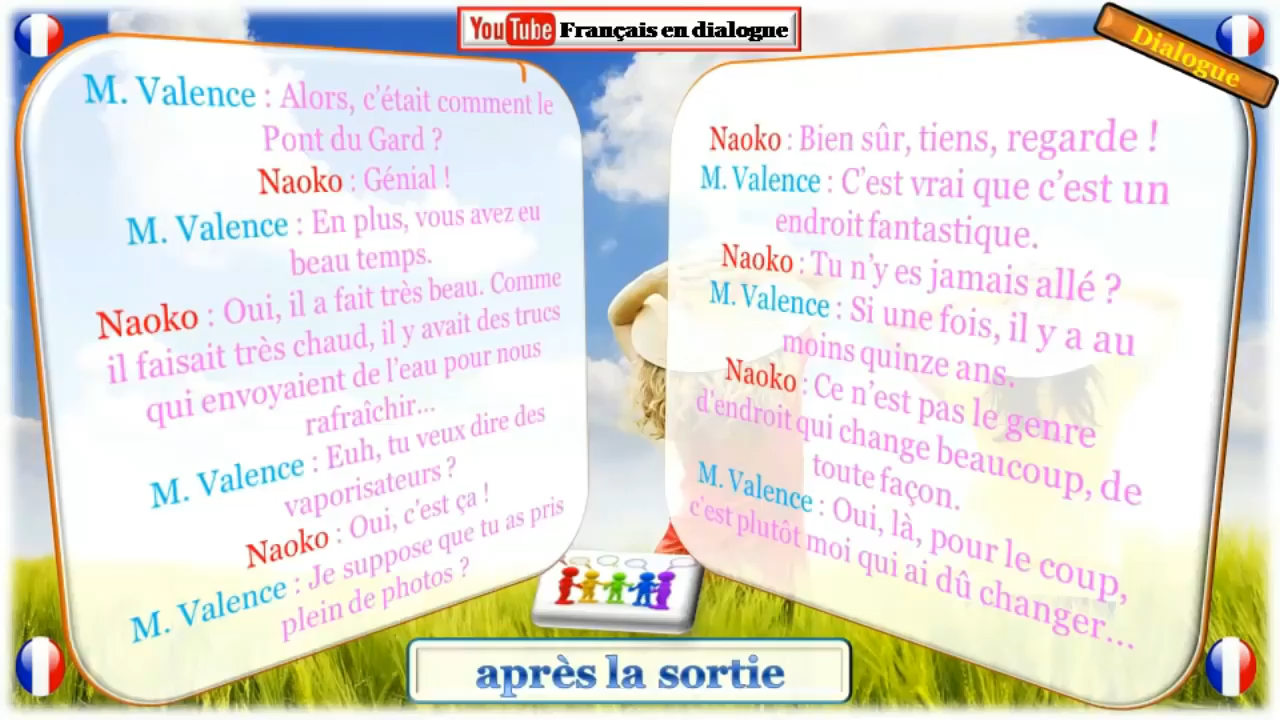 YouTube Français en dialogue
Dialogue
M. Valence : Alors, c'était comment le
Pont du Gard ?
Naoko : Génial !
M. Valence : En plus, vous avez eu
beau temps.
Naoko : Oui, il a fait très beau. Comme
il faisait très chaud, il y avait des trucs
qui envoyaient de l'eau pour nous
rafraîchir...
M. Valence : Euh, tu veux dire des
vaporisateurs ?
Naoko : Oui, c'est ça !
M. Valence : Je suppose que tu as pris
plein de photos ?
Naoko : Bien sûr, tiens, regarde !
M. Valence : C'est vrai que c'est un
endroit fantastique.
Naoko : Tu n'y es jamais allé ?
M. Valence : Si une fois, il y a au
moins quinze ans.
Naoko : Ce n'est pas le genre
d'endroit qui change beaucoup, de
toute façon.
M. Valence : Oui, là, pour le coup,
c'est plutôt moi qui ai dû changer...
après la sortie